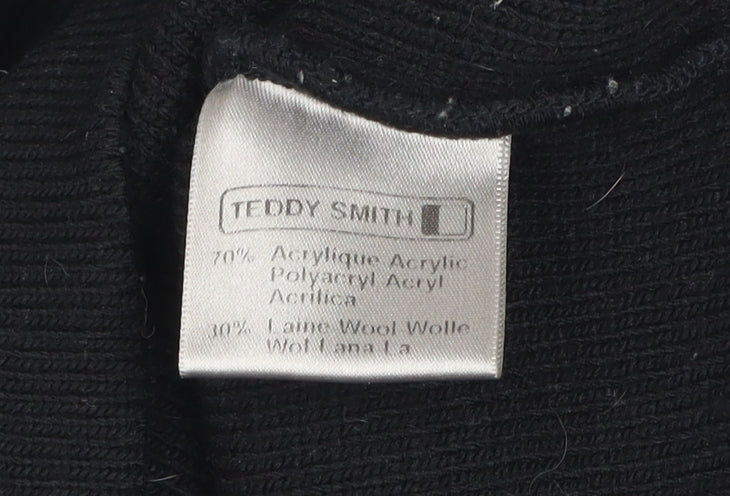 TEDDY SMITH
70% Acrylique Acrylic
Polyacryl Acryl
Acrilica
30% Laine Wool Wolle
Wol Lana La